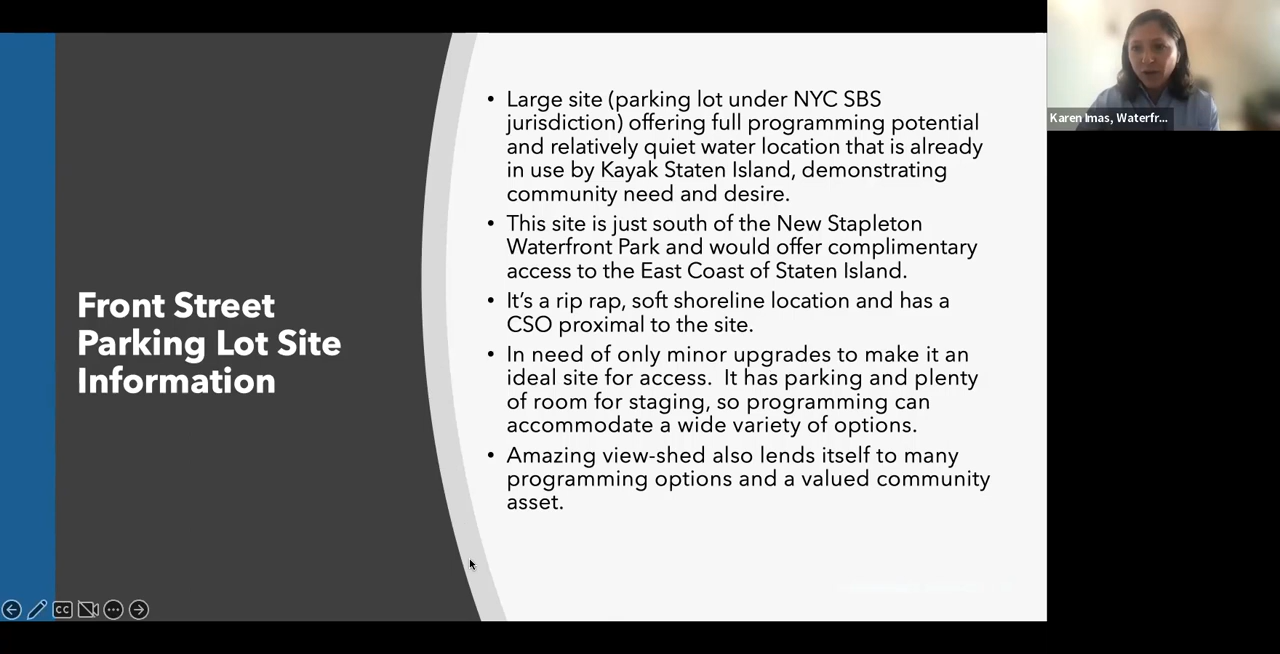 Front Street
Parking Lot Site
Information
• Large site (parking lot under NYC SBS
jurisdiction) offering full programming potential
and relatively quiet water location that is already
in use by Kayak Staten Island, demonstrating
community need and desire.
• This site is just south of the New Stapleton
Waterfront Park and would offer complimentary
access to the East Coast of Staten Island.
• It’s a rip rap, soft shoreline location and has a
CSO proximal to the site.
• In need of only minor upgrades to make it an
ideal site for access.  It has parking and plenty
of room for staging, so programming can
accommodate a wide variety of options.
• Amazing view-shed also lends itself to many
programming options and a valued community
asset.
Karen Imas, Waterfr...
CC